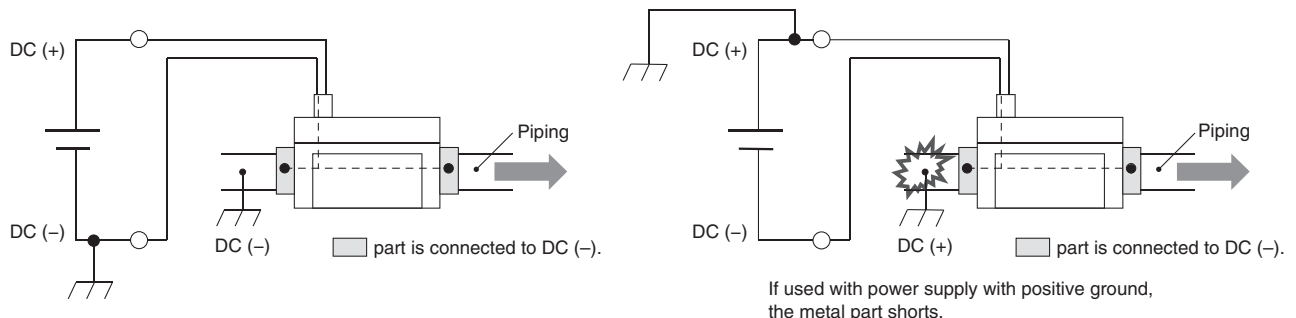 DC (+)
Piping
DC (–)
DC (–)
part is connected to DC (–).
DC (+)
Piping
DC (–)
DC (+)
part is connected to DC (–).
If used with power supply with positive ground,
the metal part shorts.